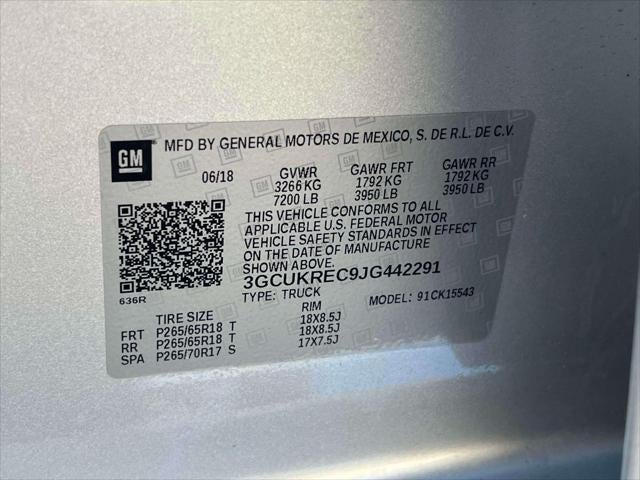 MFD BY GENERAL MOTORS DE MEXICO, S. DE R.L. DE C.V.
GM
06/18 GVWR GAWR FRT GAWR RR
3266 KG 1792 KG 1792 KG
7200 LB 3950 LB 3950 LB
THIS VEHICLE CONFORMS TO ALL
APPLICABLE U.S. FEDERAL MOTOR
VEHICLE SAFETY STANDARDS IN EFFECT
ON THE DATE OF MANUFACTURE
SHOWN ABOVE.
3GCUKREC9JG442291
636R TYPE: TRUCK MODEL: 91CK15543
TIRE SIZE RIM
FRT P265/65R18 T 18X8.5J
RR P265/65R18 T 18X8.5J
SPA P265/70R17 S 17X7.5J